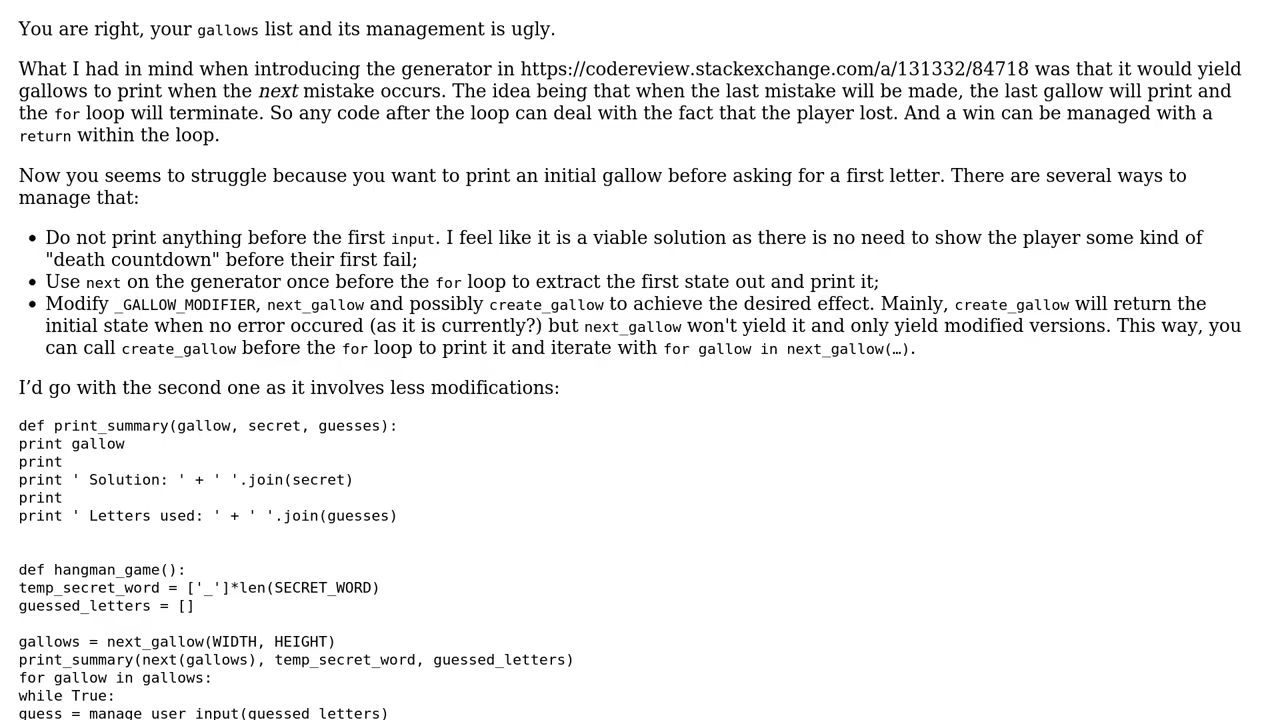 You are right, your gallows list and its management is ugly.
What I had in mind when introducing the generator in https://codereview.stackexchange.com/a/131332/84718 was that it would yield
gallows to print when the next mistake occurs. The idea being that when the last mistake will be made, the last gallow will print and
the for loop will terminate. So any code after the loop can deal with the fact that the player lost. And a win can be managed with a
return within the loop.
Now you seems to struggle because you want to print an initial gallow before asking for a first letter. There are several ways to
manage that:
• Do not print anything before the first input. I feel like it is a viable solution as there is no need to show the player some kind of
"death countdown" before their first fail;
• Use next on the generator once before the for loop to extract the first state out and print it;
• Modify _GALLOW_MODIFIER, next_gallow and possibly create_gallow to achieve the desired effect. Mainly, create_gallow will return the
initial state when no error occured (as it is currently?) but next_gallow won't yield it and only yield modified versions. This way, you
can call create_gallow before the for loop to print it and iterate with for gallow in next_gallow(…).
I’d go with the second one as it involves less modifications:
def print_summary(gallow, secret, guesses):
print gallow
print
print ' Solution: ' + ' '.join(secret)
print
print ' Letters used: ' + ' '.join(guesses)
def hangman_game():
temp_secret_word = ['_']*len(SECRET_WORD)
guessed_letters = []
gallows = next_gallow(WIDTH, HEIGHT)
print_summary(next(gallows), temp_secret_word, guessed_letters)
for gallow in gallows:
while True:
guess = manage_user_input(guessed_letters)